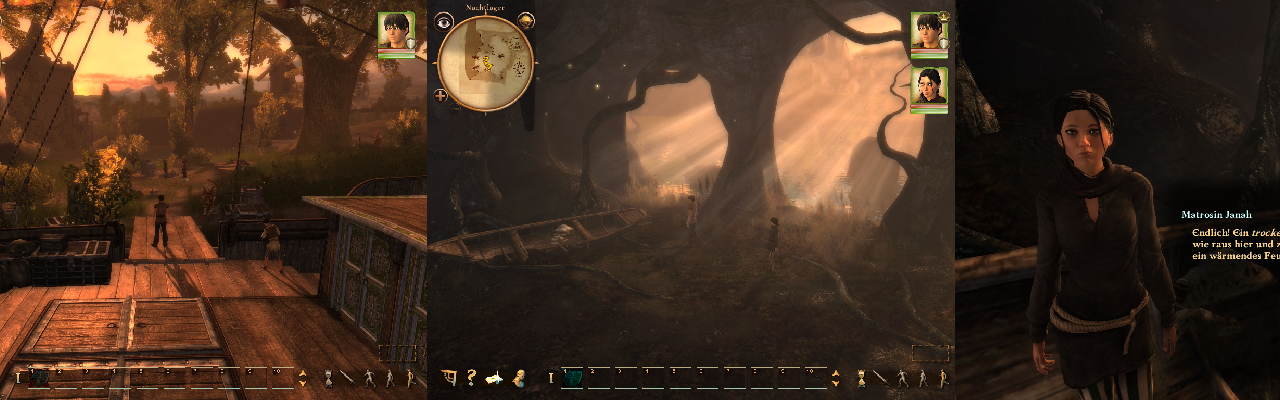 Nachtlager
Matrosin Janah
Endlich! Ein trocke
wie raus hier und z
ein wärmendes Feu